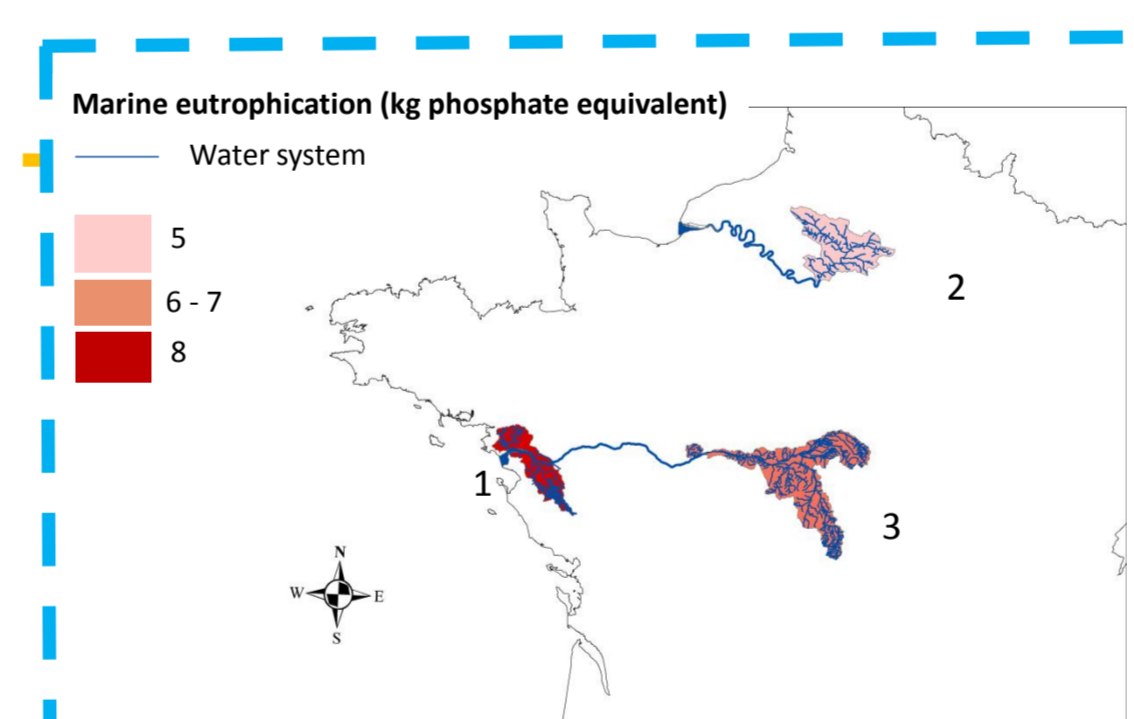 Marine eutrophication (kg phosphate equivalent)
Water system
5
6 - 7
8
2
1
3
N
W E
S